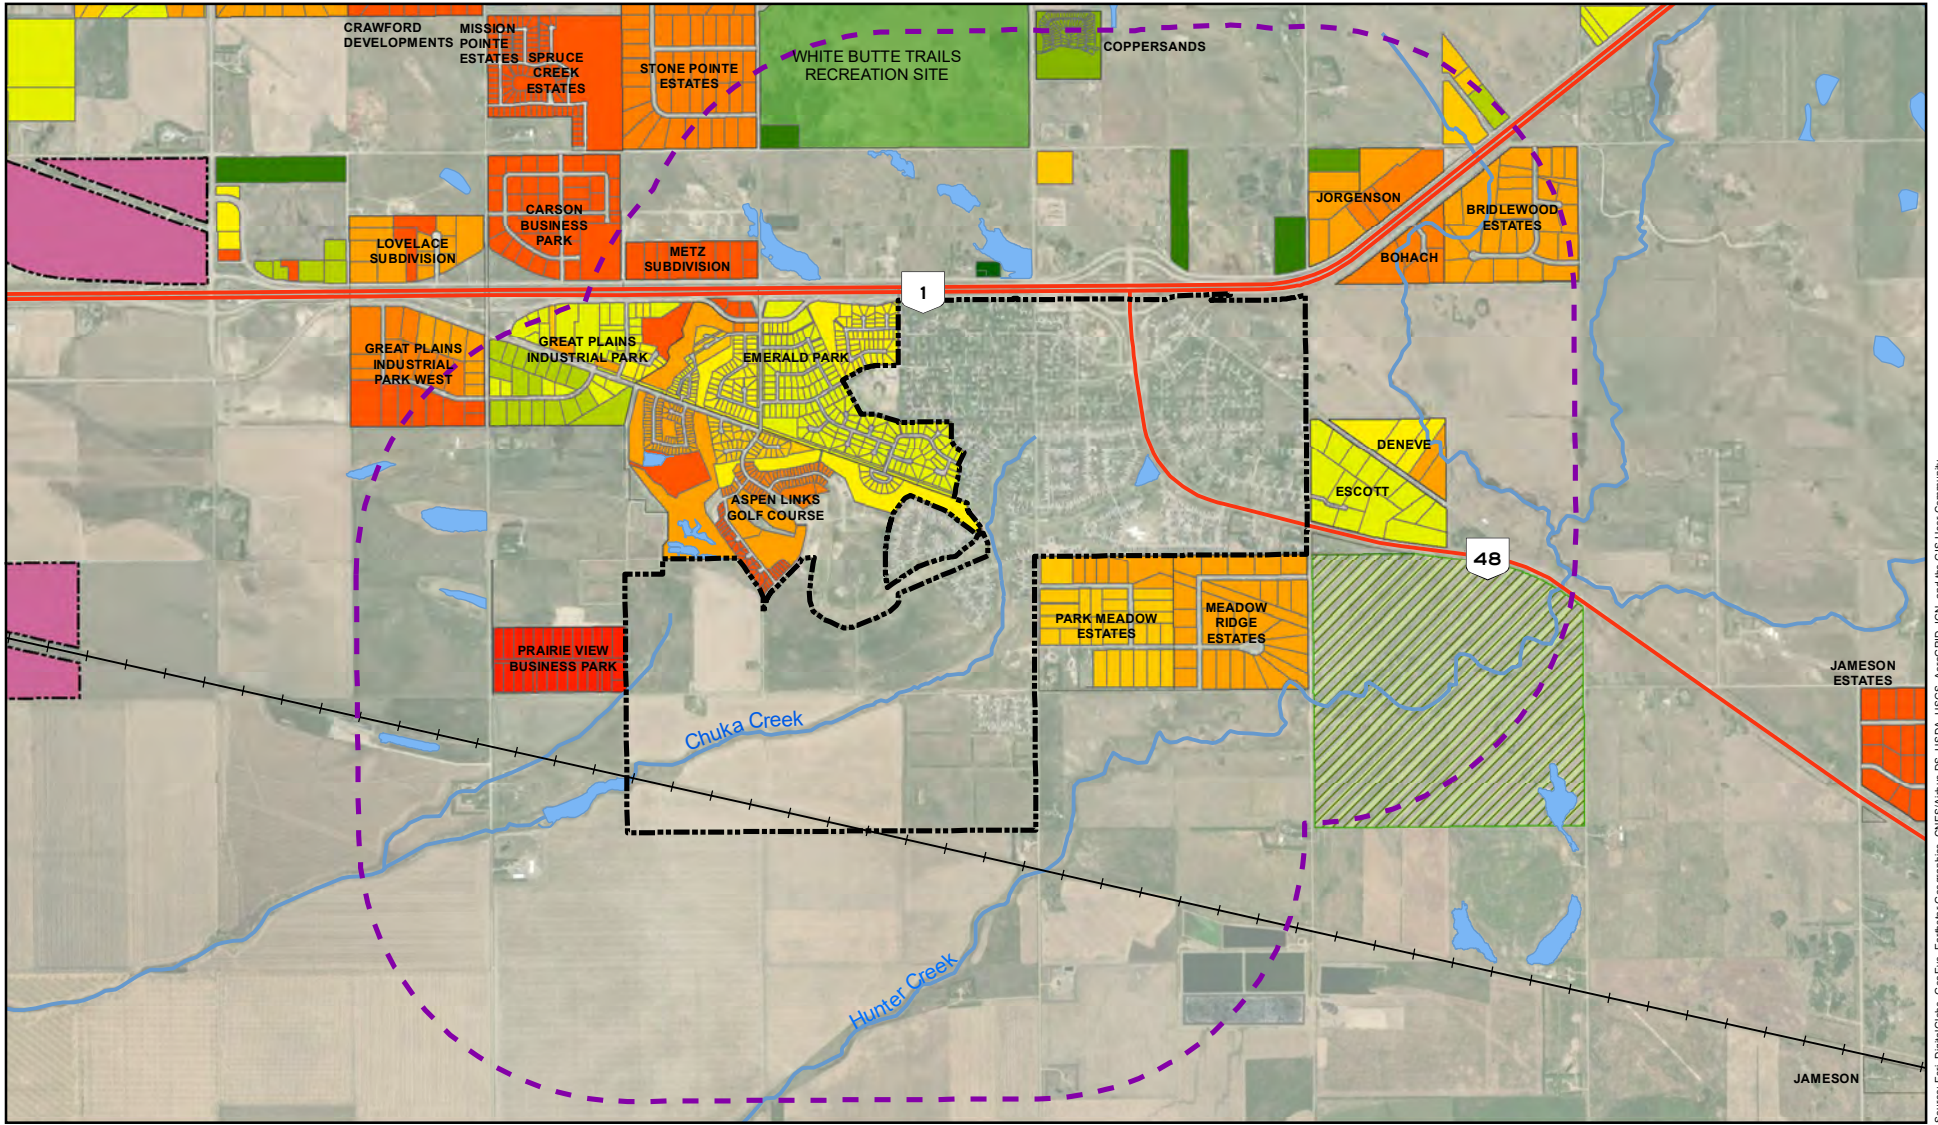 CRAWFORD
DEVELOPMENTS
MISSION
POINTE
ESTATES
SPRUCE
CREEK
ESTATES
STONE POINTE
ESTATES
WHITE BUTTE TRAILS
RECREATION SITE
COPPERSANDS
CARSON
BUSINESS
PARK
LOVELACE
SUBDIVISION
METZ
SUBDIVISION
JORGENSON
BRIDLEWOOD
ESTATES
BOHACH
1
GREAT PLAINS
INDUSTRIAL
PARK WEST
GREAT PLAINS
INDUSTRIAL PARK
EMERALD PARK
DENEVE
ESCOTT
ASPEN LINKS
GOLF COURSE
48
PARK MEADOW
ESTATES
MEADOW
RIDGE
ESTATES
PRAIRIE VIEW
BUSINESS PARK
JAMESON
ESTATES
Chuka Creek
Hunter Creek
JAMESON